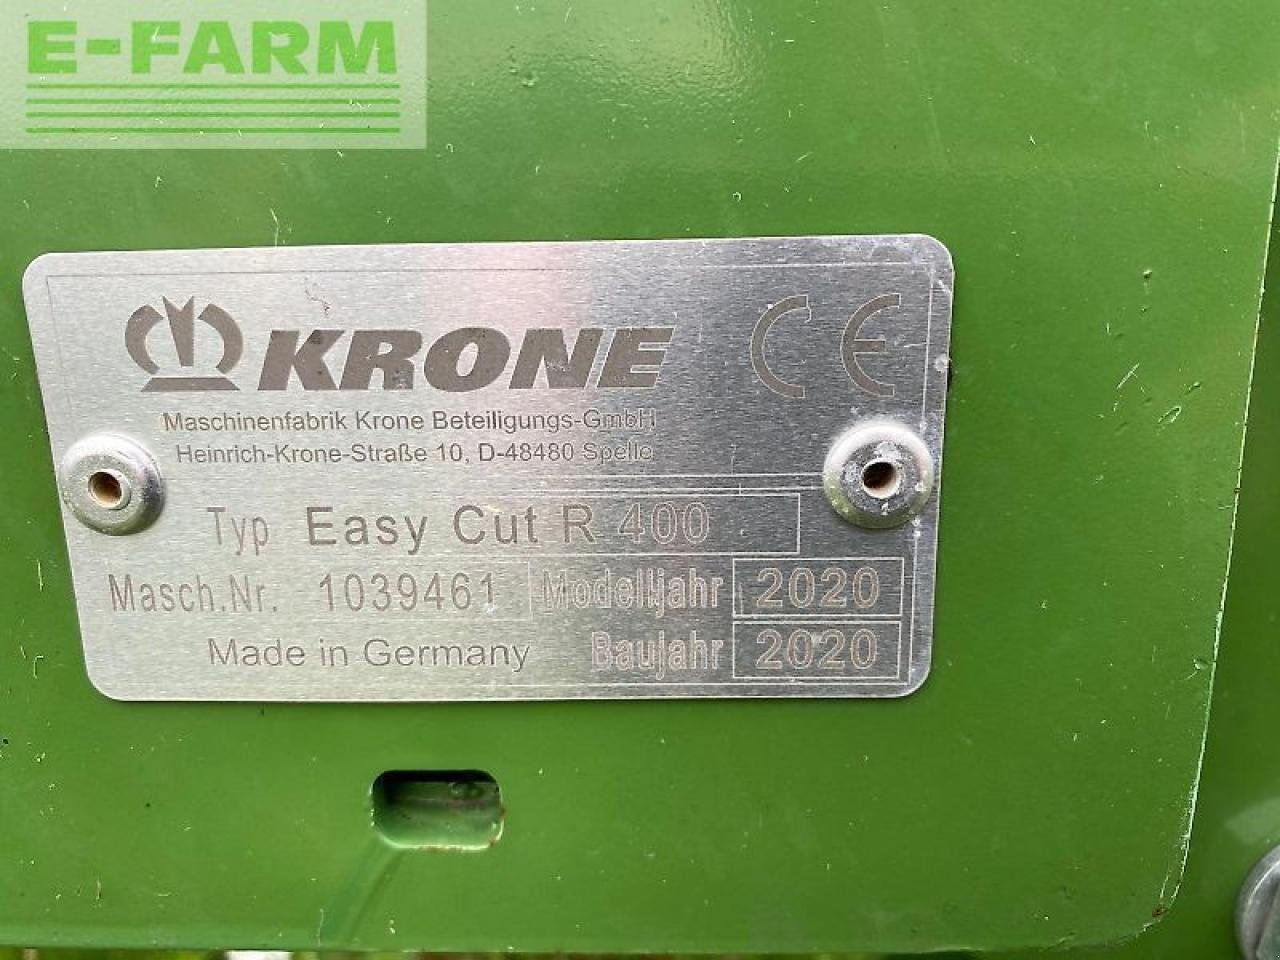 E-FARM
KRONE CE
Maschinenfabrik Krone Beteiligungs-GmbH
Heinrich-Krone-Straße 10, D-48480 Spelle
Typ Easy Cut R 400
Masch.Nr. 1039461 Modelljahr 2020
Made in Germany Baujahr 2020